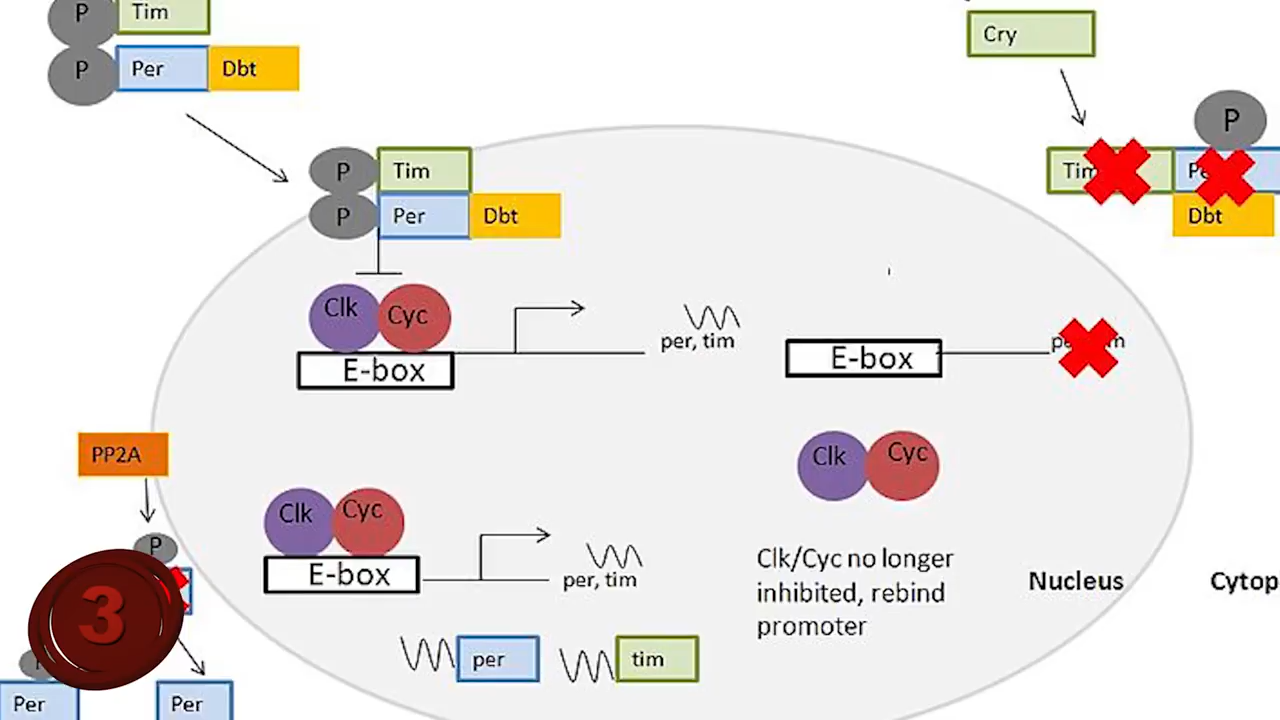 P
Tim
P
Per
Dbt
Cry
P
P
Tim
P
Per
Dbt
Tim
Dbt
Clk
Cyc
E-box
per, tim
E-box
PP2A
Clk
Cyc
Clk
Cyc
E-box
per, tim
P
Clk/Cyc no longer
inhibited, rebind
promoter
Nucleus
3
per
tim
Per
Per